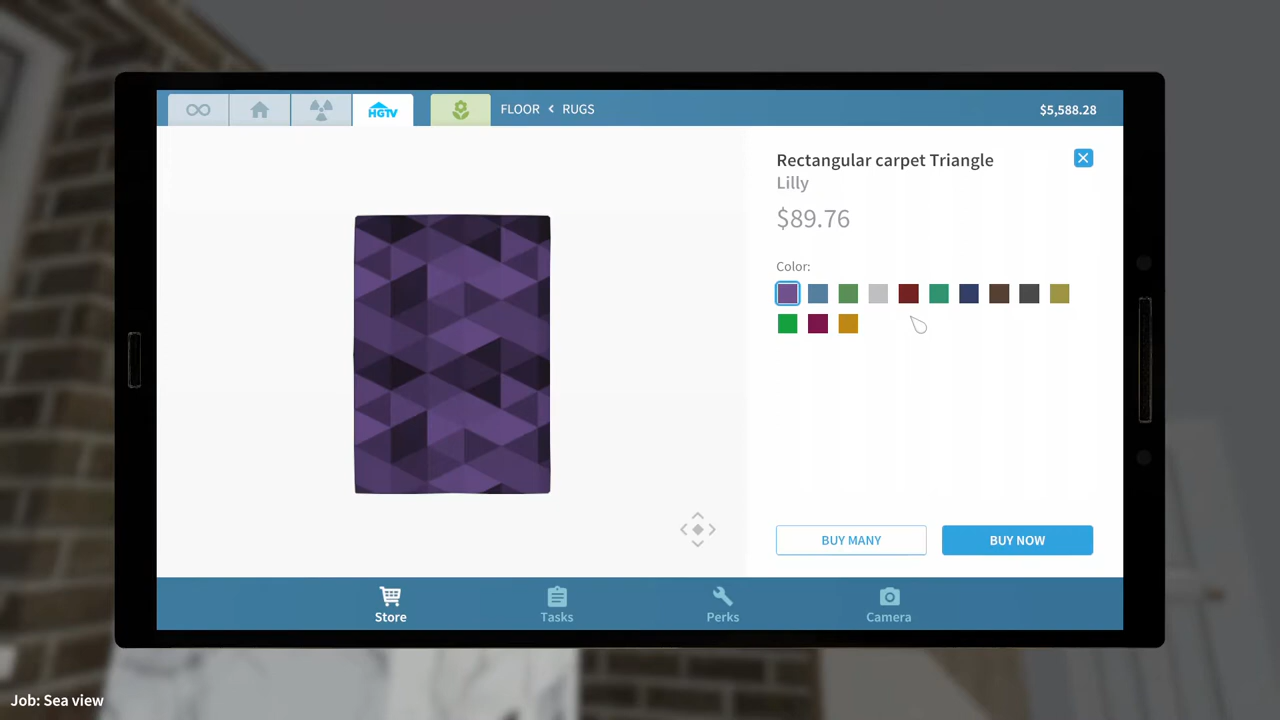 HGTV
FLOOR < RUGS
$5,588.28
Rectangular carpet Triangle
Lilly
$89.76
Color:
BUY MANY
BUY NOW
Store
Tasks
Perks
Camera
Job: Sea view